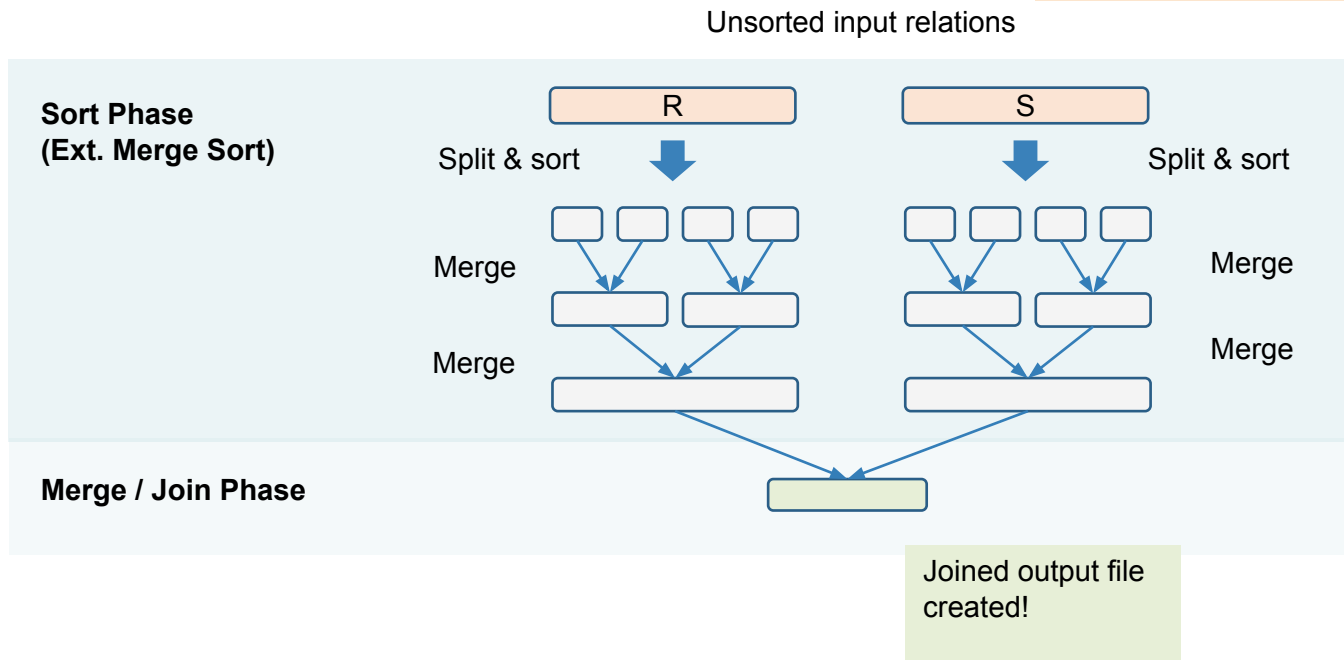 Unsorted input relations
Sort Phase
(Ext. Merge Sort)
R
S
Split & sort
Split & sort
Merge
Merge
Merge
Merge
Merge / Join Phase
Joined output file
created!